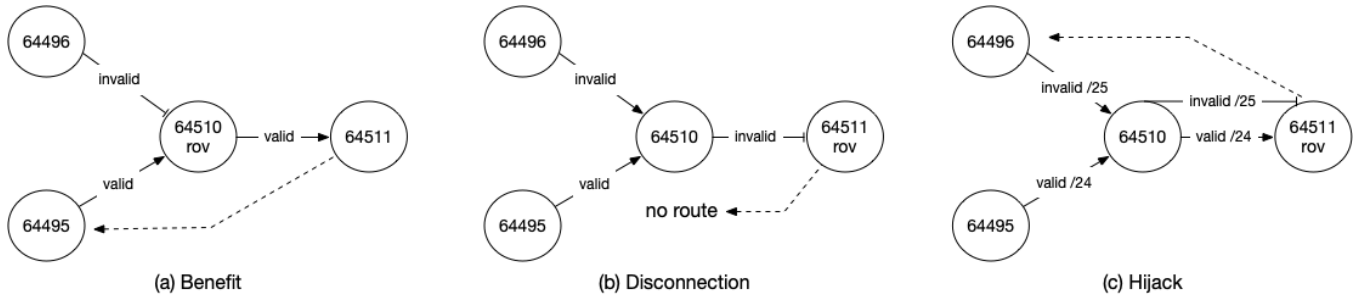 64496
invalid
64510
rov
valid
64511
valid
64495
(a) Benefit
64496
invalid
64510
invalid
64511
rov
valid
no route
64495
(b) Disconnection
64496
invalid /25
invalid /25
64510
valid /24
64511
rov
valid /24
64495
(c) Hijack